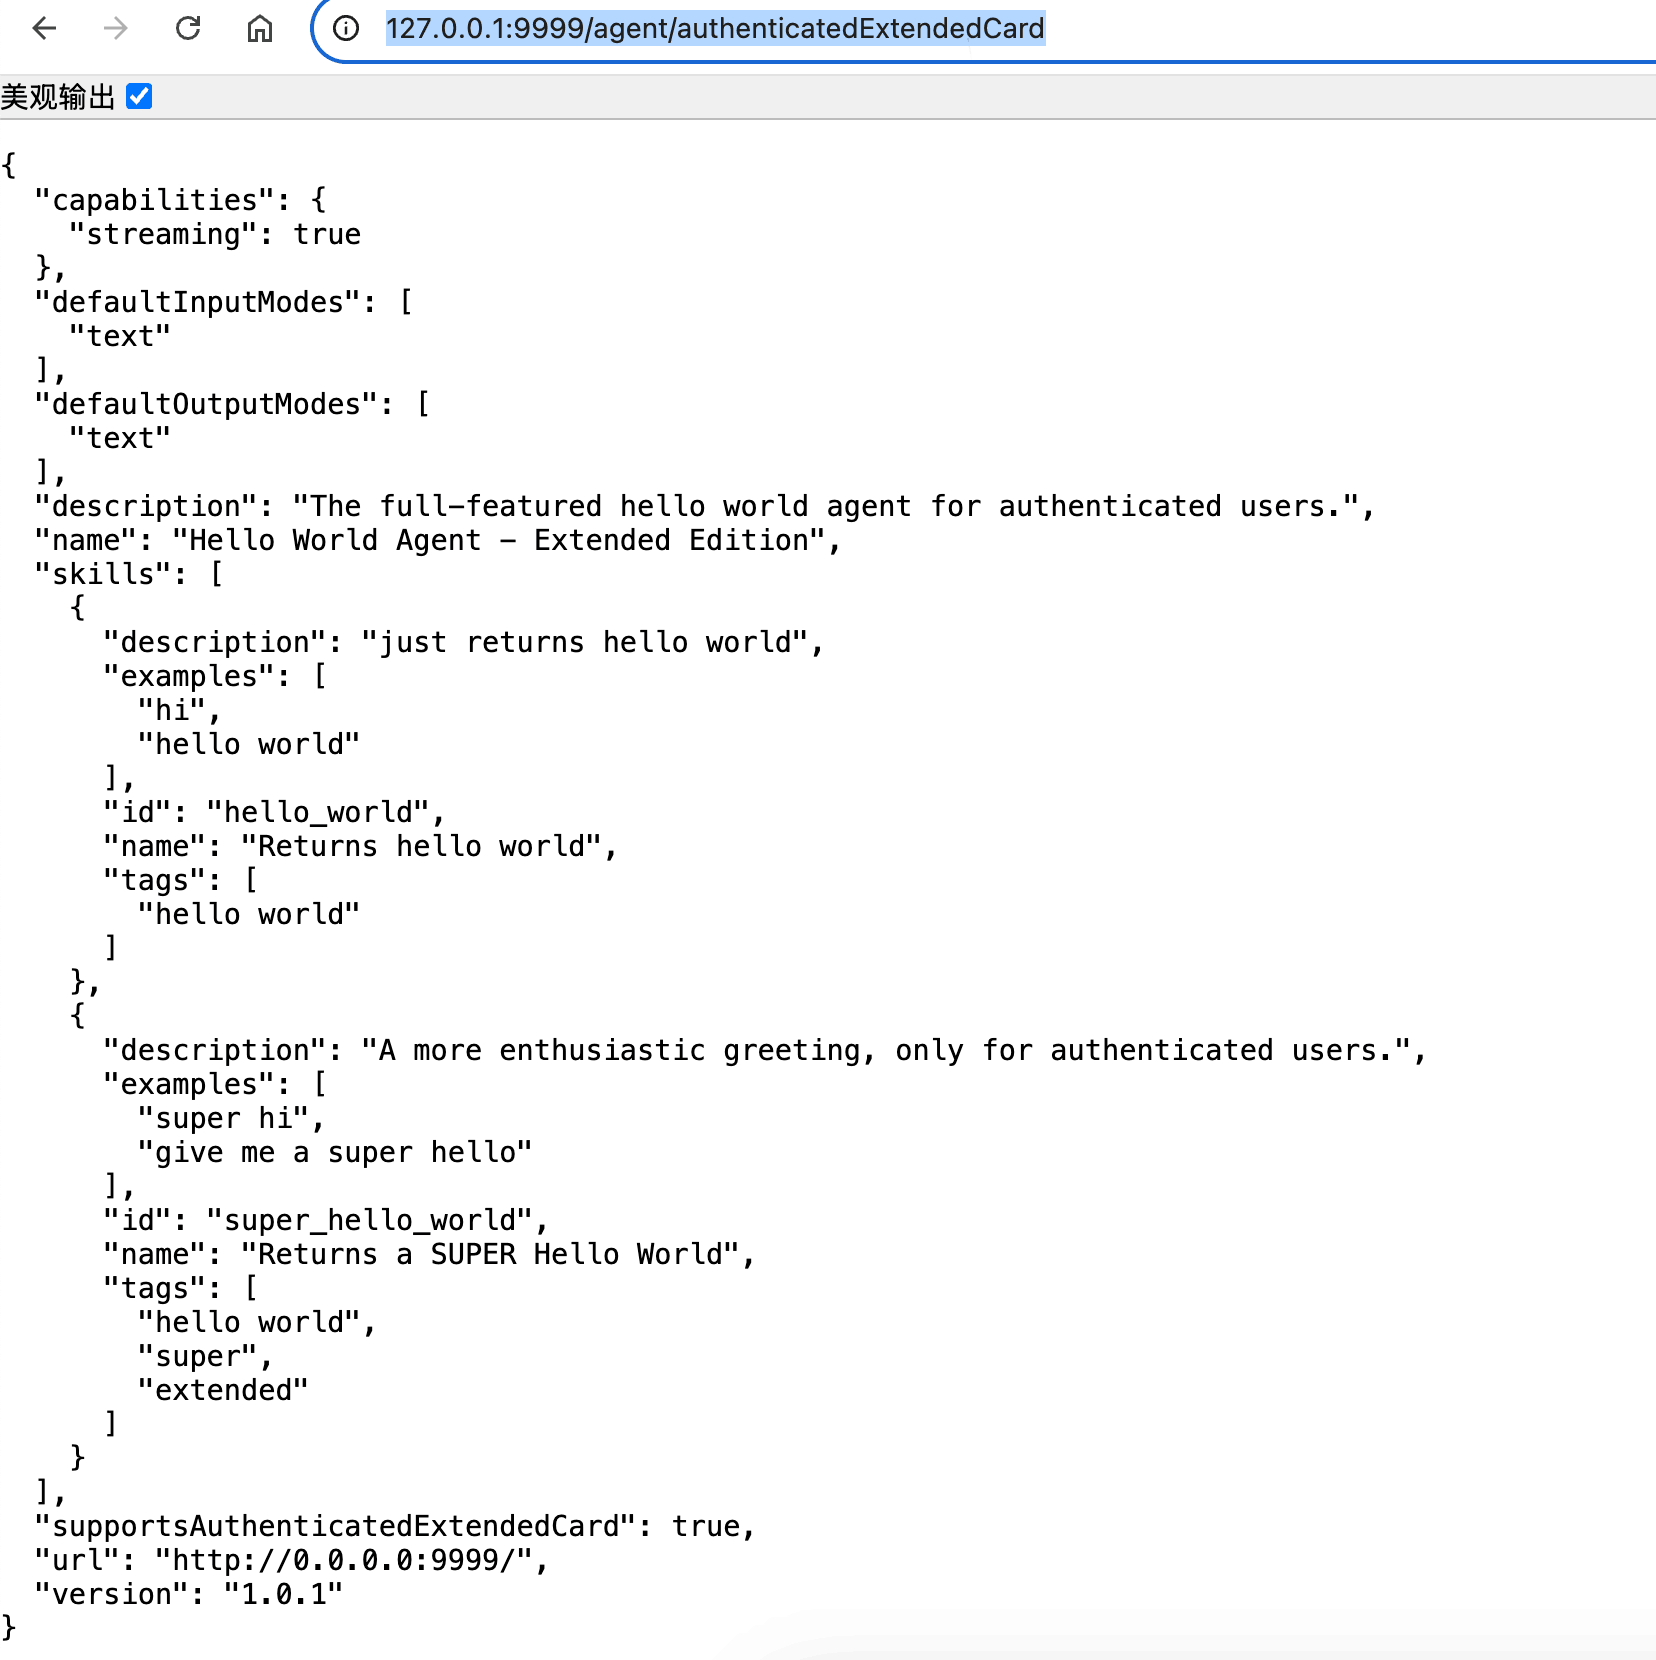 127.0.0.1:9999/agent/authenticatedExtendedCard
美观输出
{
  "capabilities": {
    "streaming": true
  },
  "defaultInputModes": [
    "text"
  ],
  "defaultOutputModes": [
    "text"
  ],
  "description": "The full-featured hello world agent for authenticated users.",
  "name": "Hello World Agent - Extended Edition",
  "skills": [
    {
      "description": "just returns hello world",
      "examples": [
        "hi",
        "hello world"
      ],
      "id": "hello_world",
      "name": "Returns hello world",
      "tags": [
        "hello world"
      ]
    },
    {
      "description": "A more enthusiastic greeting, only for authenticated users.",
      "examples": [
        "super hi",
        "give me a super hello"
      ],
      "id": "super_hello_world",
      "name": "Returns a SUPER Hello World",
      "tags": [
        "hello world",
        "super",
        "extended"
      ]
    }
  ],
  "supportsAuthenticatedExtendedCard": true,
  "url": "http://0.0.0.0:9999/",
  "version": "1.0.1"
}